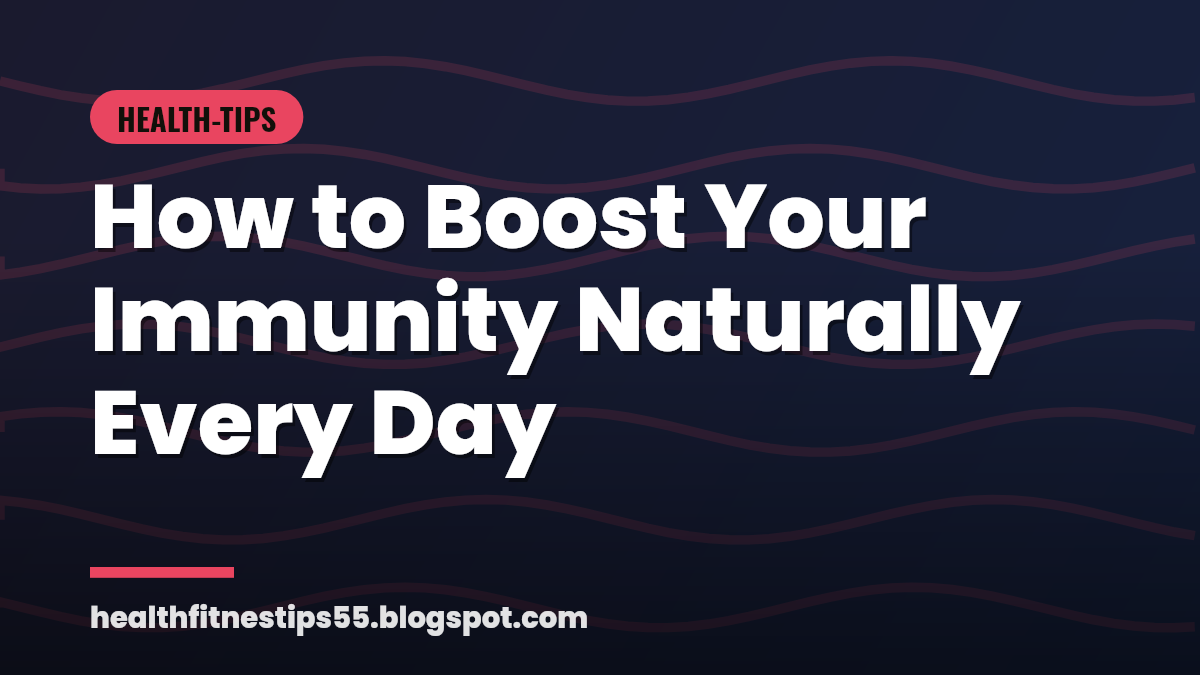 HEALTH-TIPS
How to Boost Your
Immunity Naturally
Every Day
healthfitnestips55.blogspot.com